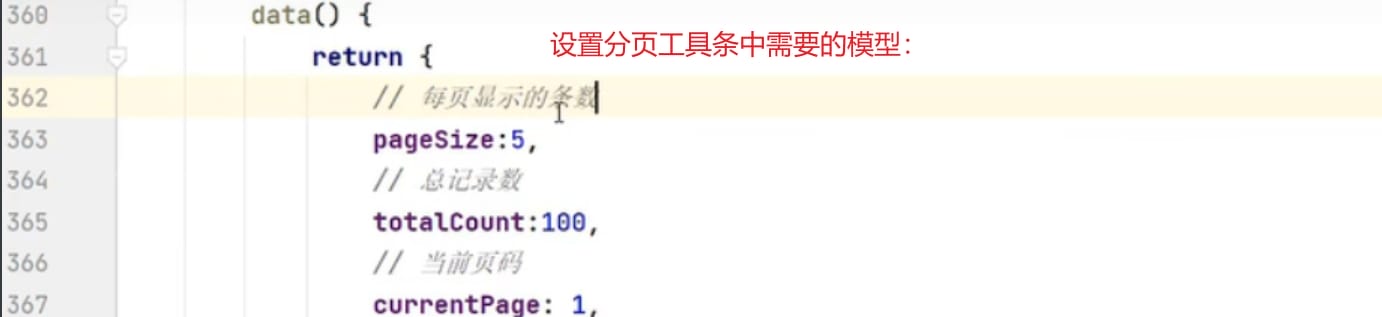 360 data() {
设置分页工具条中需要的模型：
361 return {
362 // 每页显示的条数
363 pageSize:5,
364 // 总记录数
365 totalCount:100,
366 // 当前页码
367 currentPage: 1,